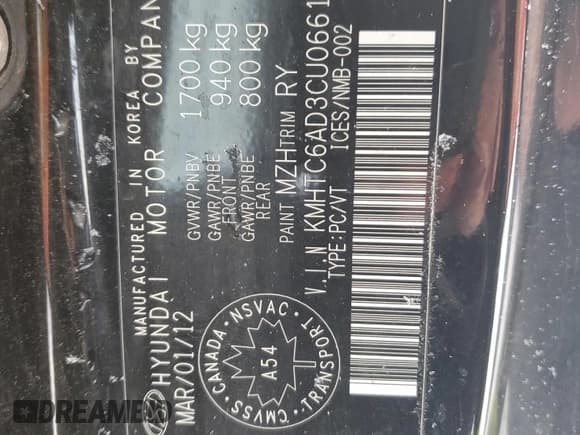 MANUFACTURED IN KOREA BY
HYUNDAI MOTOR COMPAN
MAR/01/12
GVWR/PNBV 1700 kg
GAWR/PNBE FRONT 940 kg
GAWR/PNBE REAR 800 kg
PAINT MZH TRIM RY
V.I.N KMHTC6AD3CU0661
TYPE:PC/VT ICES/NMB-002
CANADA · NSVAC · TRANSPORT · CMVSS
A54
DREAMEX